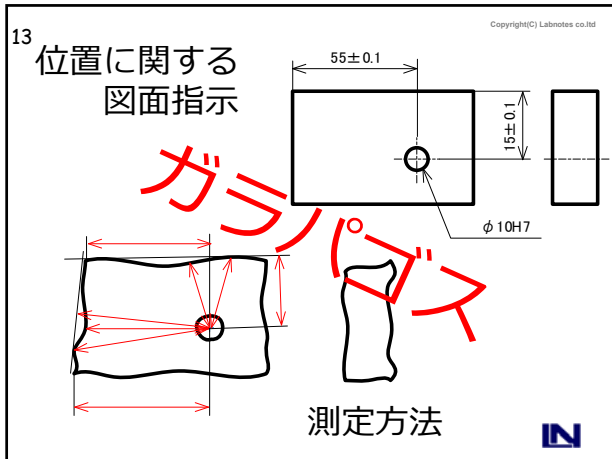 Copyright(C) Labnotes co.ltd
13
位置に関する
図面指示
55±0.1
15±0.1
φ10H7
ガラパゴス
測定方法
LN